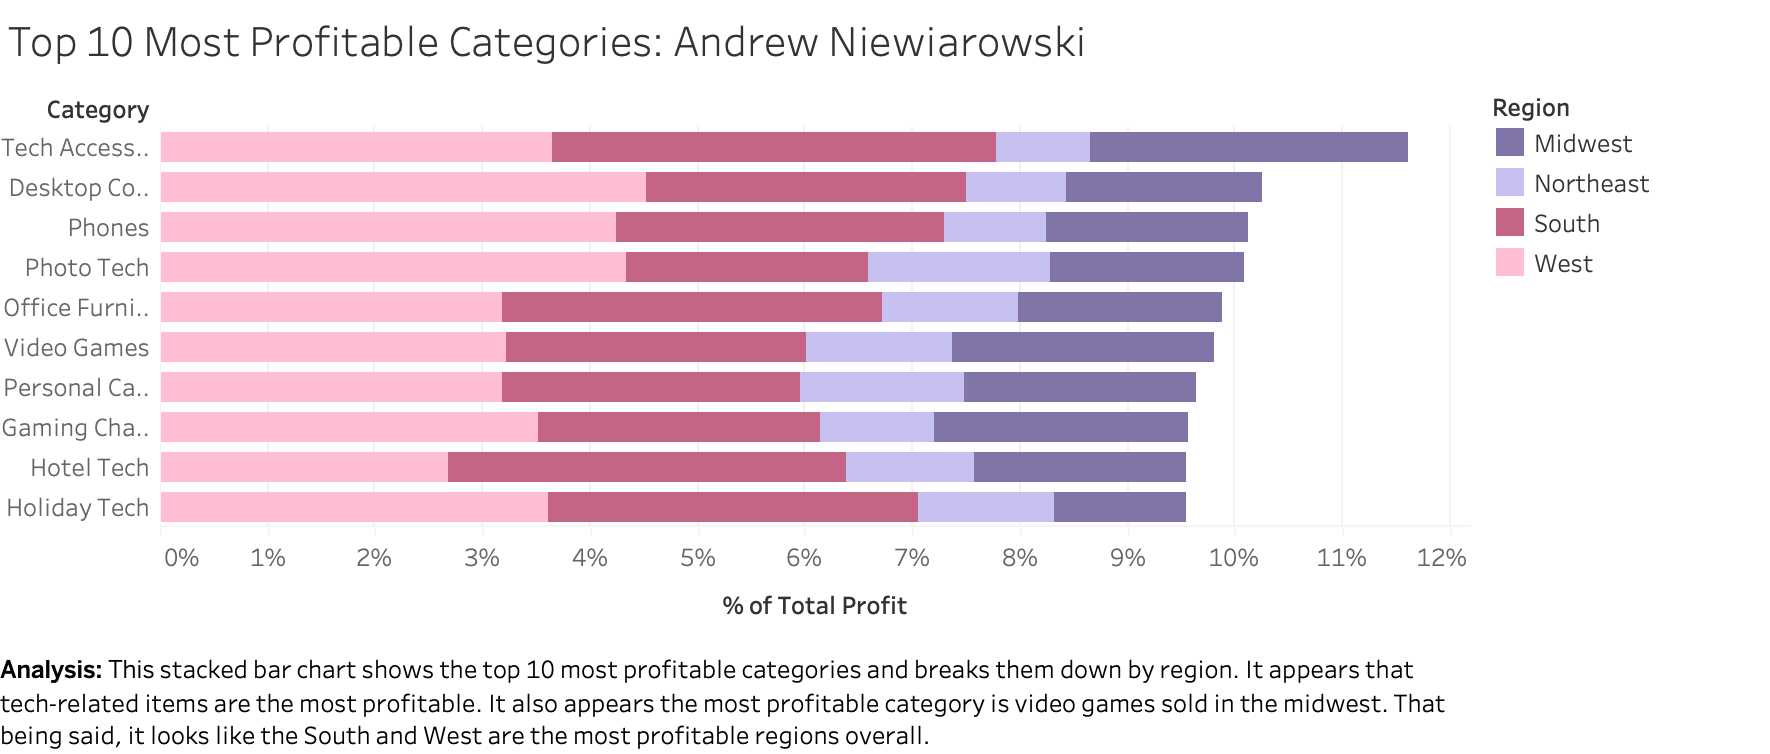 Top 10 Most Profitable Categories: Andrew Niewiarowski
Category
Region
Tech Access..
Midwest
Desktop Co..
Northeast
Phones
South
Photo Tech
West
Office Furni..
Video Games
Personal Ca..
Gaming Cha..
Hotel Tech
Holiday Tech
0% 1% 2% 3% 4% 5% 6% 7% 8% 9% 10% 11% 12%
% of Total Profit
Analysis: This stacked bar chart shows the top 10 most profitable categories and breaks them down by region. It appears that
tech-related items are the most profitable. It also appears the most profitable category is video games sold in the midwest. That
being said, it looks like the South and West are the most profitable regions overall.